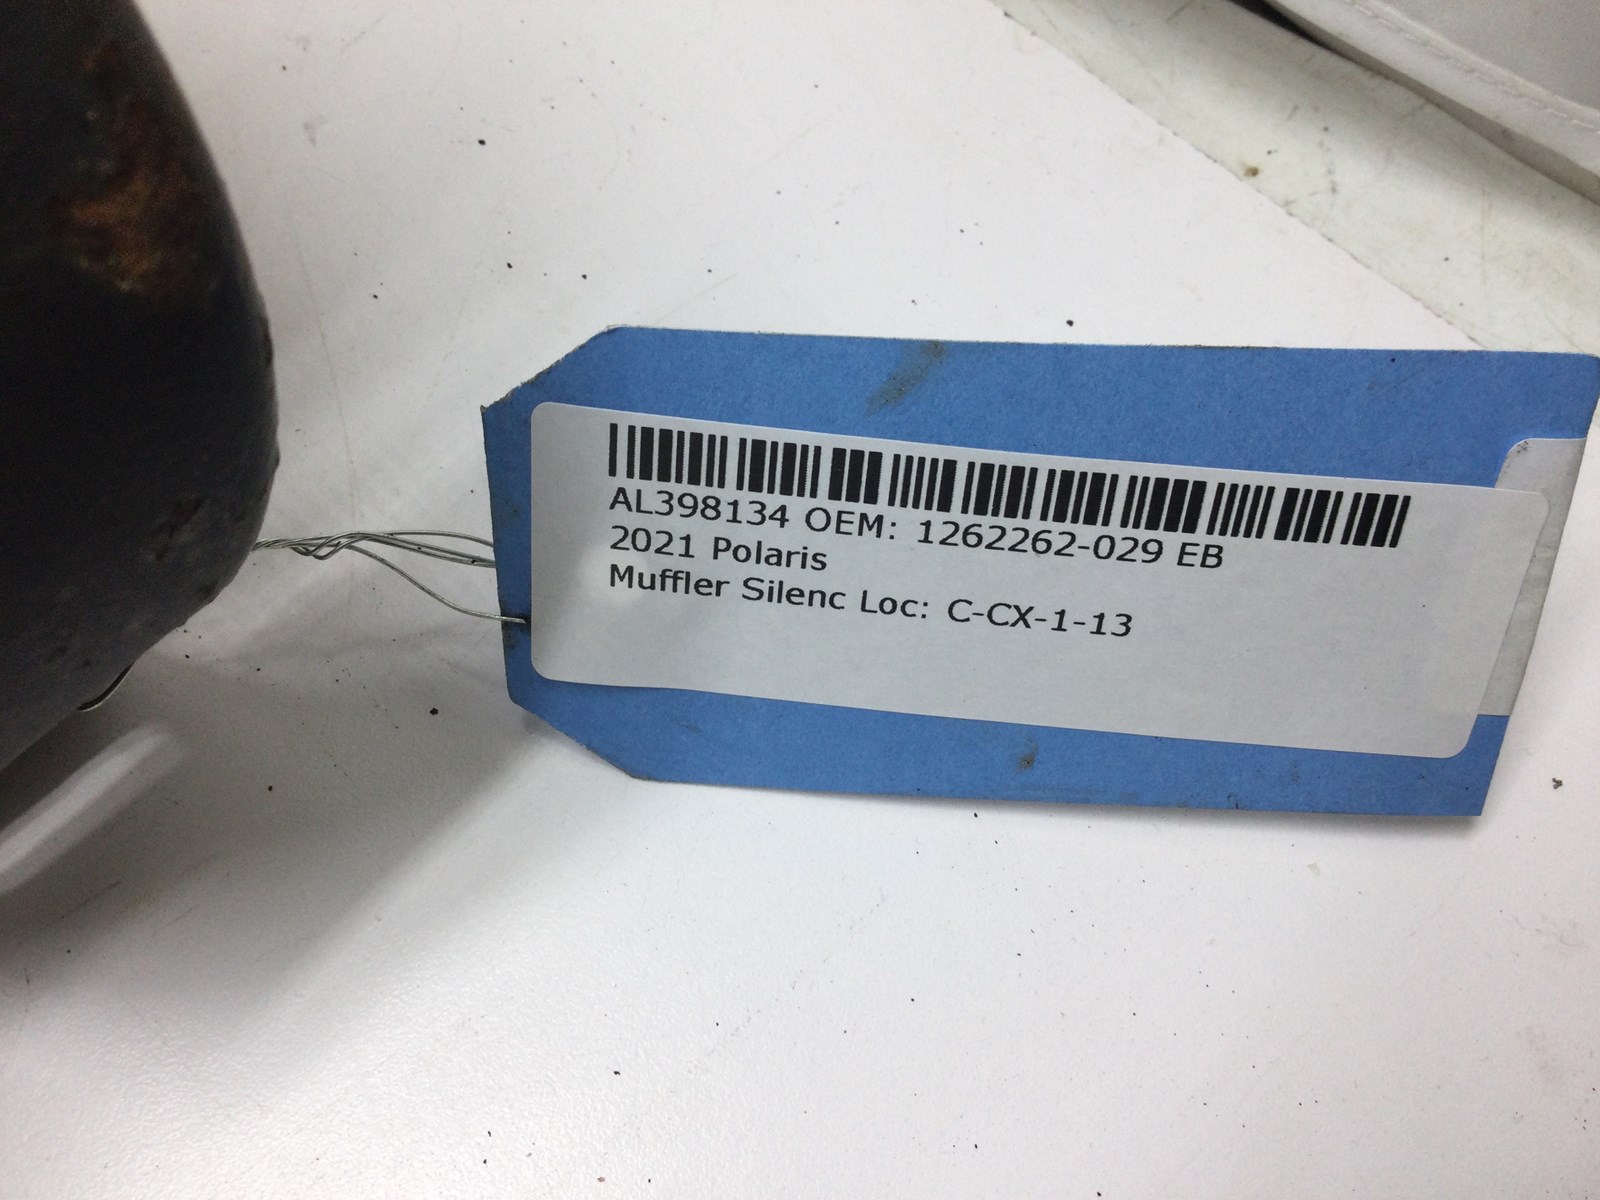 AL398134 OEM: 1262262-029 EB
2021 Polaris
Muffler Silenc Loc: C-CX-1-13